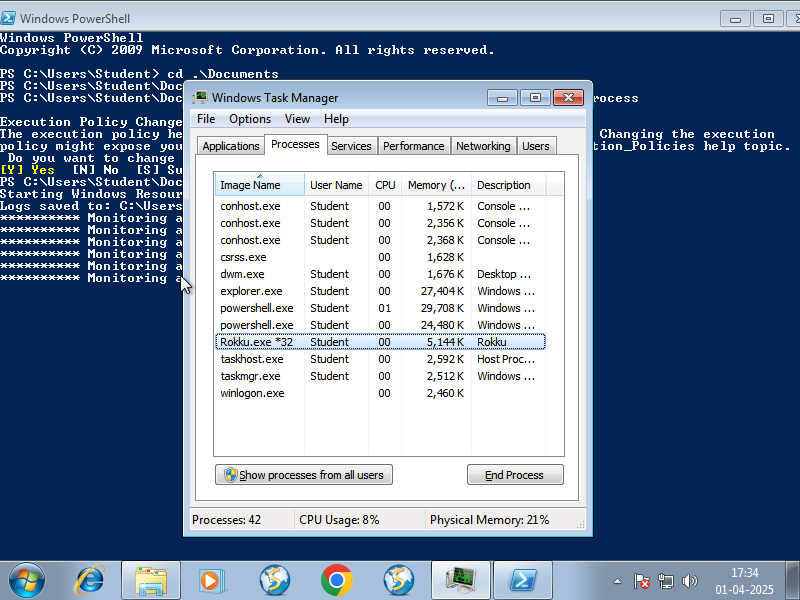 Windows PowerShell
Windows PowerShell
Copyright (C) 2009 Microsoft Corporation. All rights reserved.
PS C:\Users\Student> cd .\Documents
PS C:\Users\Student\Doc
PS C:\Users\Student\Doc rocess
Execution Policy Change
The execution policy he Changing the execution
policy might expose you tion_Policies help topic.
Do you want to change
[Y] Yes [N] No [S] Su
PS C:\Users\Student\Doc
Starting Windows Resour
Logs saved to: C:\Users
********** Monitoring a
********** Monitoring a
********** Monitoring a
********** Monitoring a
********** Monitoring a
********** Monitoring a
Windows Task Manager
File Options View Help
Applications Processes Services Performance Networking Users
Image Name User Name CPU Memory (... Description
conhost.exe Student 00 1,572 K Console ...
conhost.exe Student 00 2,356 K Console ...
conhost.exe Student 00 2,368 K Console ...
csrss.exe 00 1,628 K
dwm.exe Student 00 1,676 K Desktop ...
explorer.exe Student 00 27,404 K Windows ...
powershell.exe Student 01 29,708 K Windows ...
powershell.exe Student 00 24,480 K Windows ...
Rokku.exe *32 Student 00 5,144 K Rokku
taskhost.exe Student 00 2,592 K Host Proc...
taskmgr.exe Student 00 2,512 K Windows ...
winlogon.exe 00 2,460 K
Show processes from all users End Process
Processes: 42 CPU Usage: 8% Physical Memory: 21%
17:34
01-04-2025